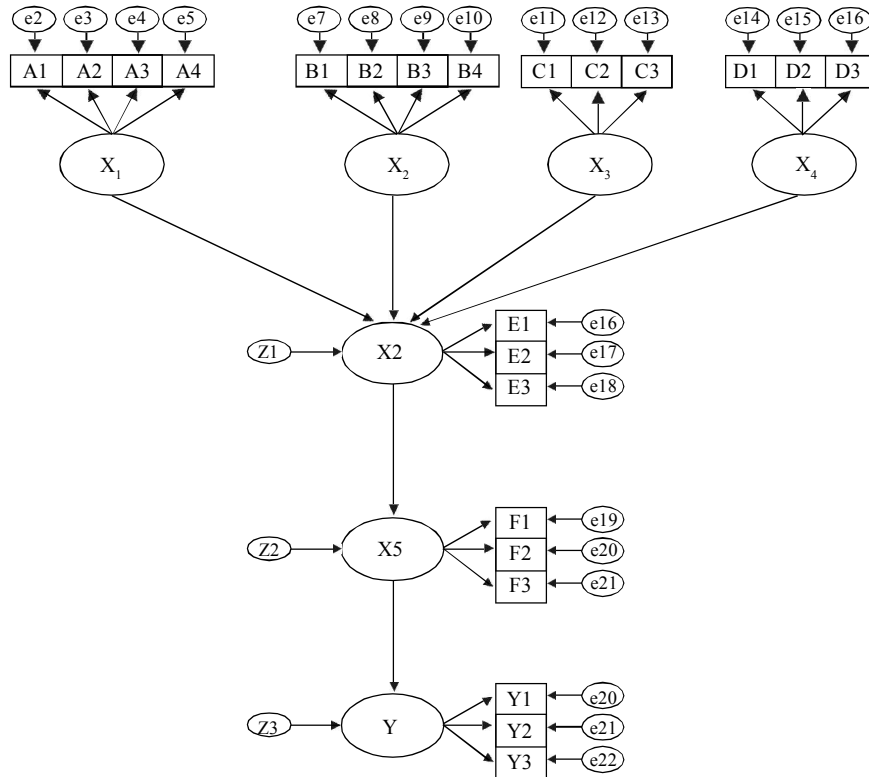 e2 e3 e4 e5 e7 e8 e9 e10 e11 e12 e13 e14 e15 e16
A1 A2 A3 A4 B1 B2 B3 B4 C1 C2 C3 D1 D2 D3
X₁ X₂ X₃ X₄
E1 e16
Z1 X2 E2 e17
E3 e18
F1 e19
Z2 X5 F2 e20
F3 e21
Y1 e20
Z3 Y Y2 e21
Y3 e22